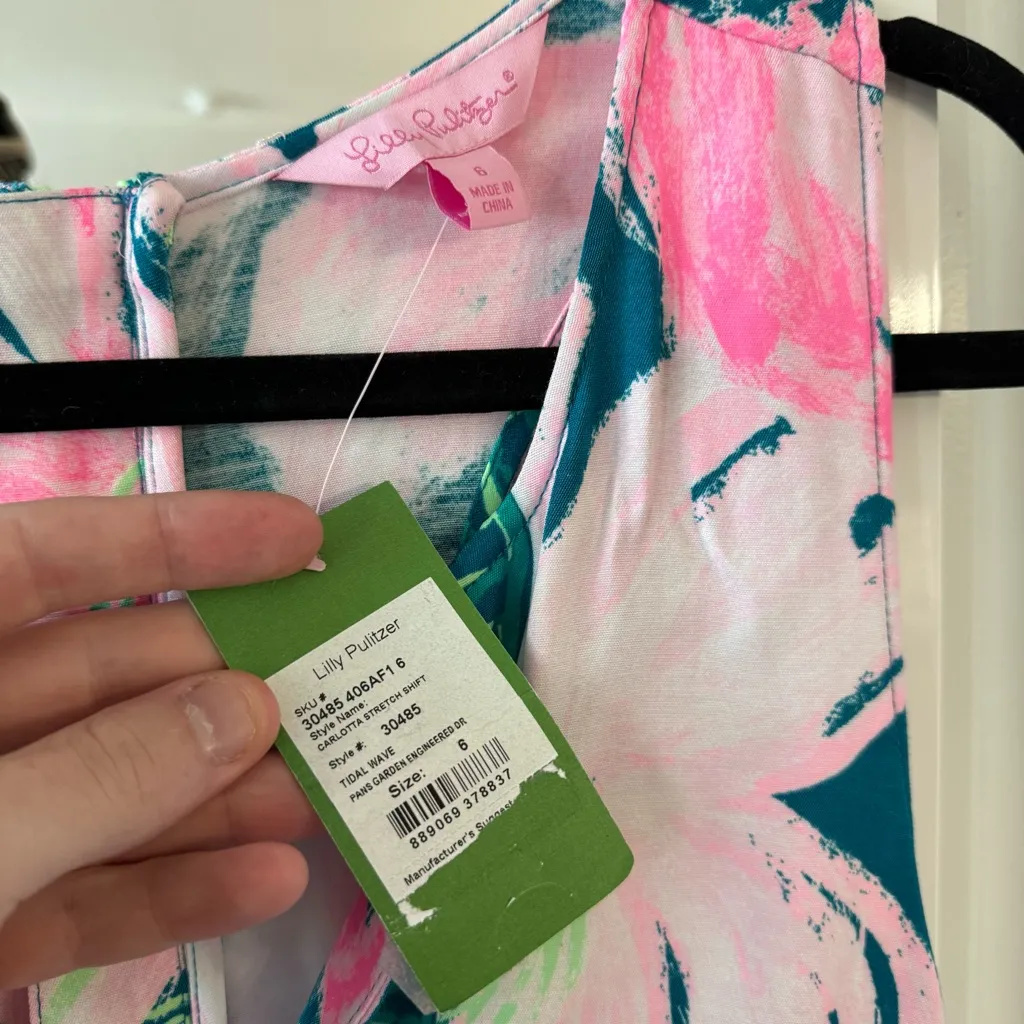 Lilly Pulitzer®
6
MADE IN
CHINA
Lilly Pulitzer
SKU #
30485 406AF1 6
Style Name:
CARLOTTA STRETCH SHIFT
Style #: 30485
TIDAL WAVE
PANS GARDEN ENGINEERED DR
Size: 6
889069 378837
Manufacturer's Suggest